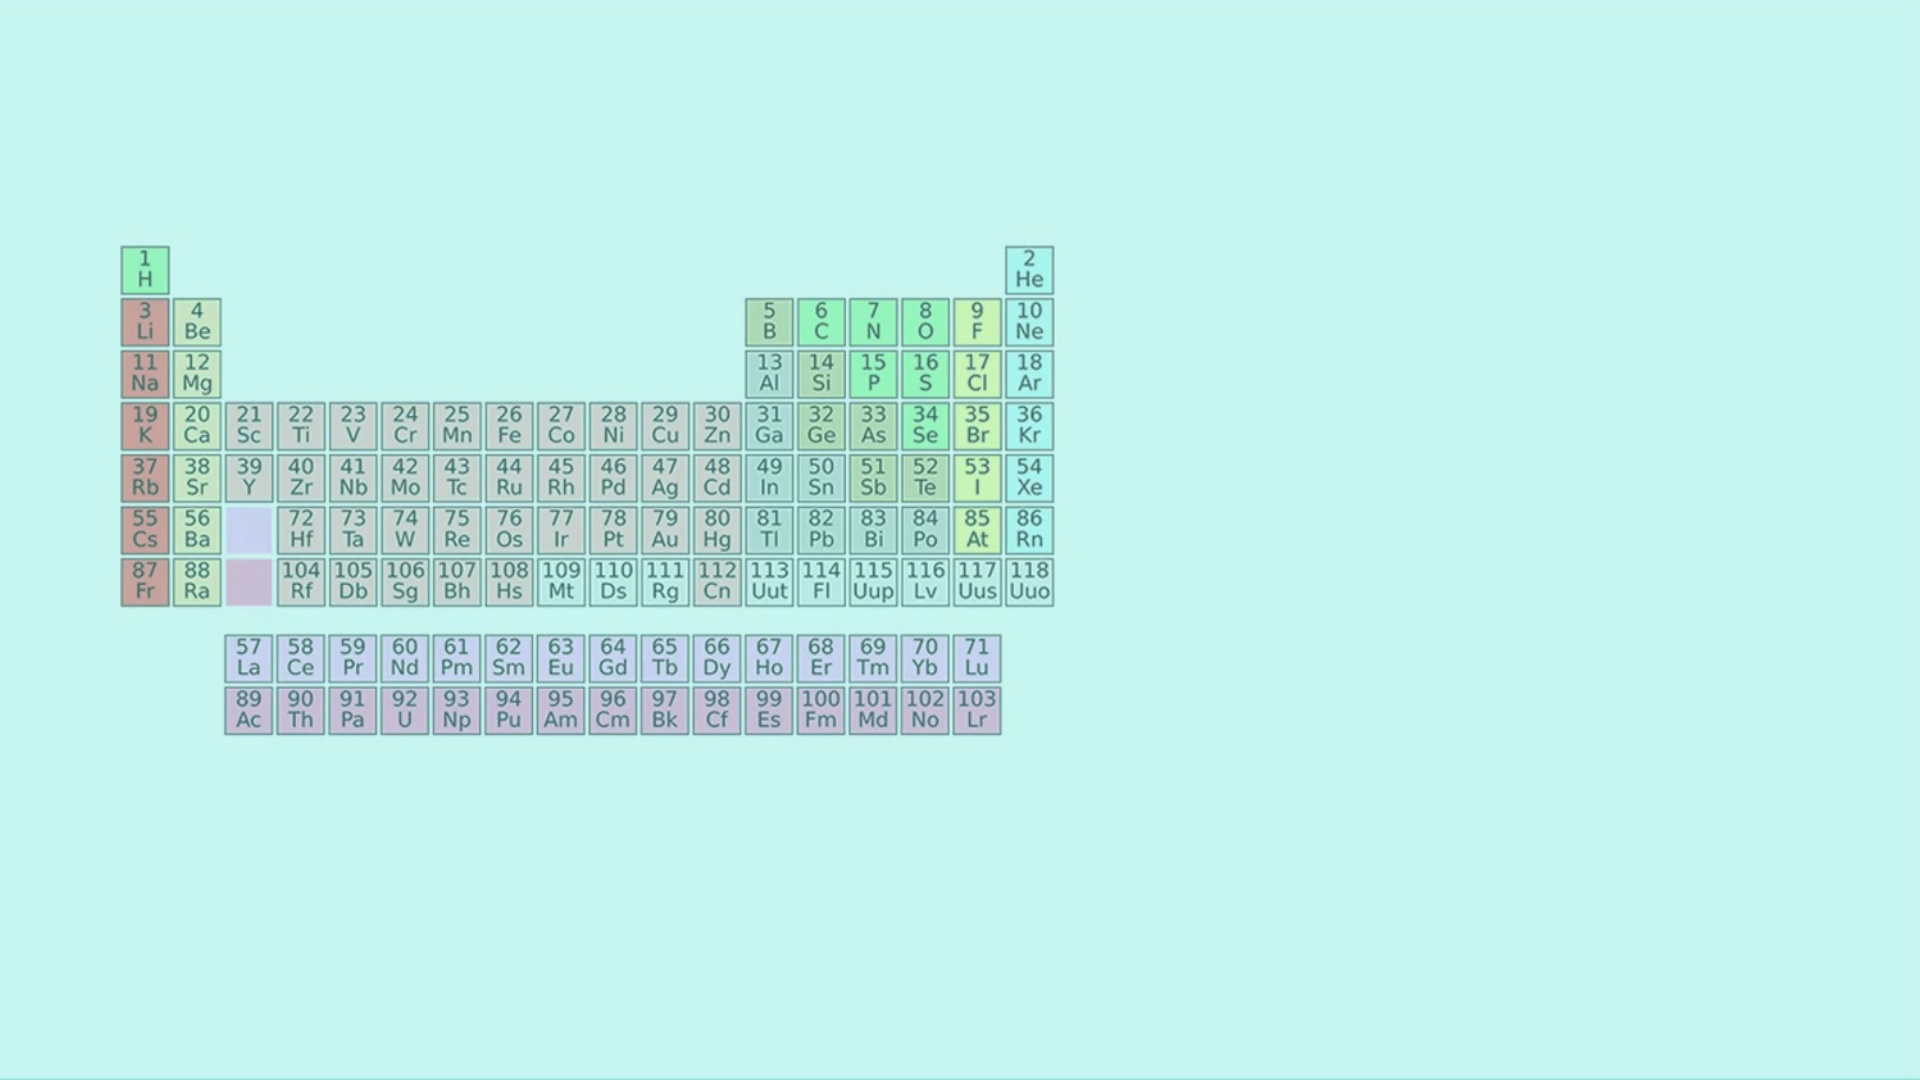 1 2
H He
3 4 5 6 7 8 9 10
Li Be B C N O F Ne
11 12 13 14 15 16 17 18
Na Mg Al Si P S Cl Ar
19 20 21 22 23 24 25 26 27 28 29 30 31 32 33 34 35 36
K Ca Sc Ti V Cr Mn Fe Co Ni Cu Zn Ga Ge As Se Br Kr
37 38 39 40 41 42 43 44 45 46 47 48 49 50 51 52 53 54
Rb Sr Y Zr Nb Mo Tc Ru Rh Pd Ag Cd In Sn Sb Te I Xe
55 56 72 73 74 75 76 77 78 79 80 81 82 83 84 85 86
Cs Ba Hf Ta W Re Os Ir Pt Au Hg Tl Pb Bi Po At Rn
87 88 104 105 106 107 108 109 110 111 112 113 114 115 116 117 118
Fr Ra Rf Db Sg Bh Hs Mt Ds Rg Cn Uut Fl Uup Lv Uus Uuo
57 58 59 60 61 62 63 64 65 66 67 68 69 70 71
La Ce Pr Nd Pm Sm Eu Gd Tb Dy Ho Er Tm Yb Lu
89 90 91 92 93 94 95 96 97 98 99 100 101 102 103
Ac Th Pa U Np Pu Am Cm Bk Cf Es Fm Md No Lr